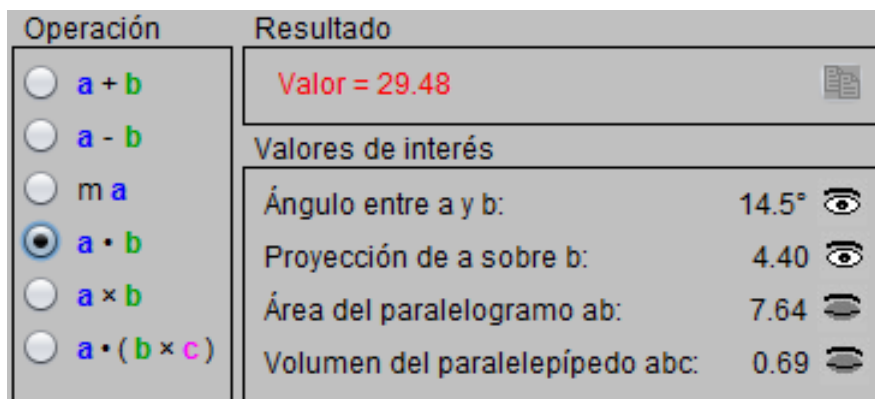 Operación
a + b
a - b
m a
a • b
a × b
a • ( b × c )
Resultado
Valor = 29.48
Valores de interés
Ángulo entre a y b: 14.5°
Proyección de a sobre b: 4.40
Área del paralelogramo ab: 7.64
Volumen del paralelepípedo abc: 0.69